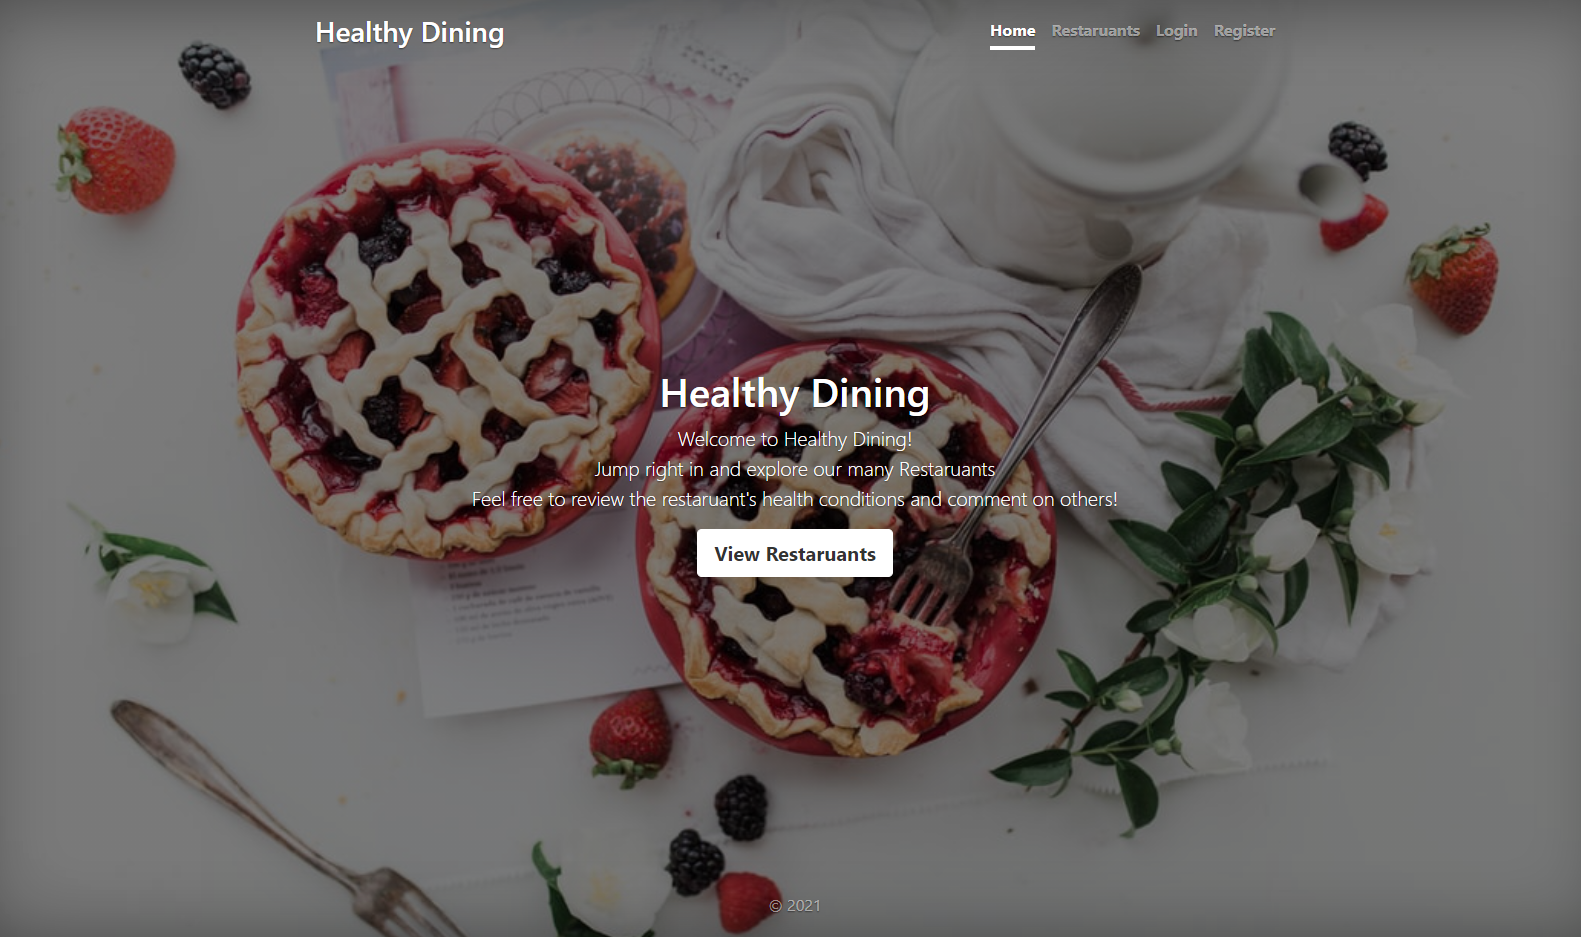 Healthy Dining
Home Restaruants Login Register
Healthy Dining
Welcome to Healthy Dining!
Jump right in and explore our many Restaruants
Feel free to review the restaruant's health conditions and comment on others!
View Restaruants
© 2021